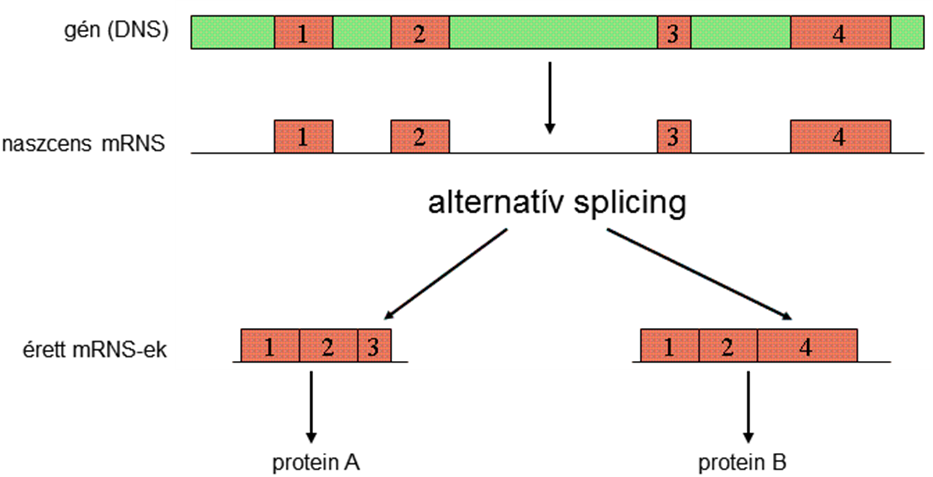 gén (DNS) 1 2 3 4
naszcens mRNS 1 2 3 4
alternatív splicing
érett mRNS-ek 1 2 3 1 2 4
protein A protein B